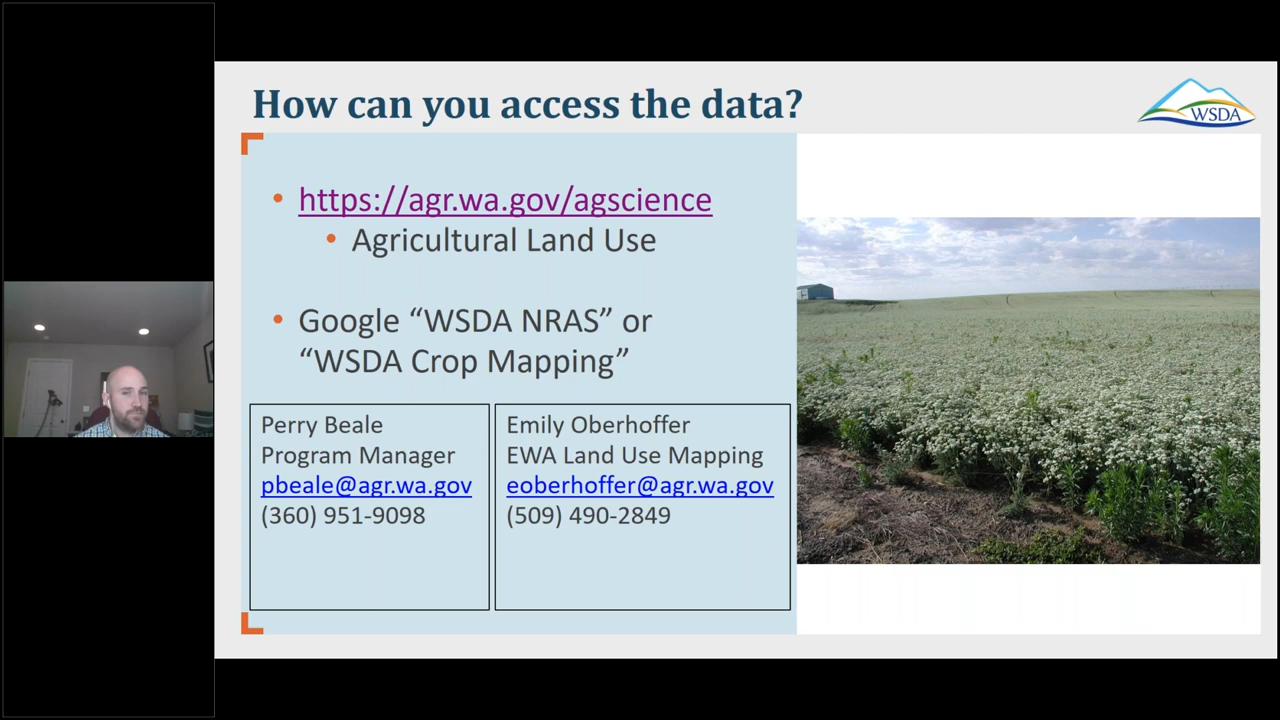 How can you access the data?
WSDA
• https://agr.wa.gov/agscience
• Agricultural Land Use
• Google “WSDA NRAS” or
“WSDA Crop Mapping”
Perry Beale
Program Manager
pbeale@agr.wa.gov
(360) 951-9098
Emily Oberhoffer
EWA Land Use Mapping
eoberhoffer@agr.wa.gov
(509) 490-2849